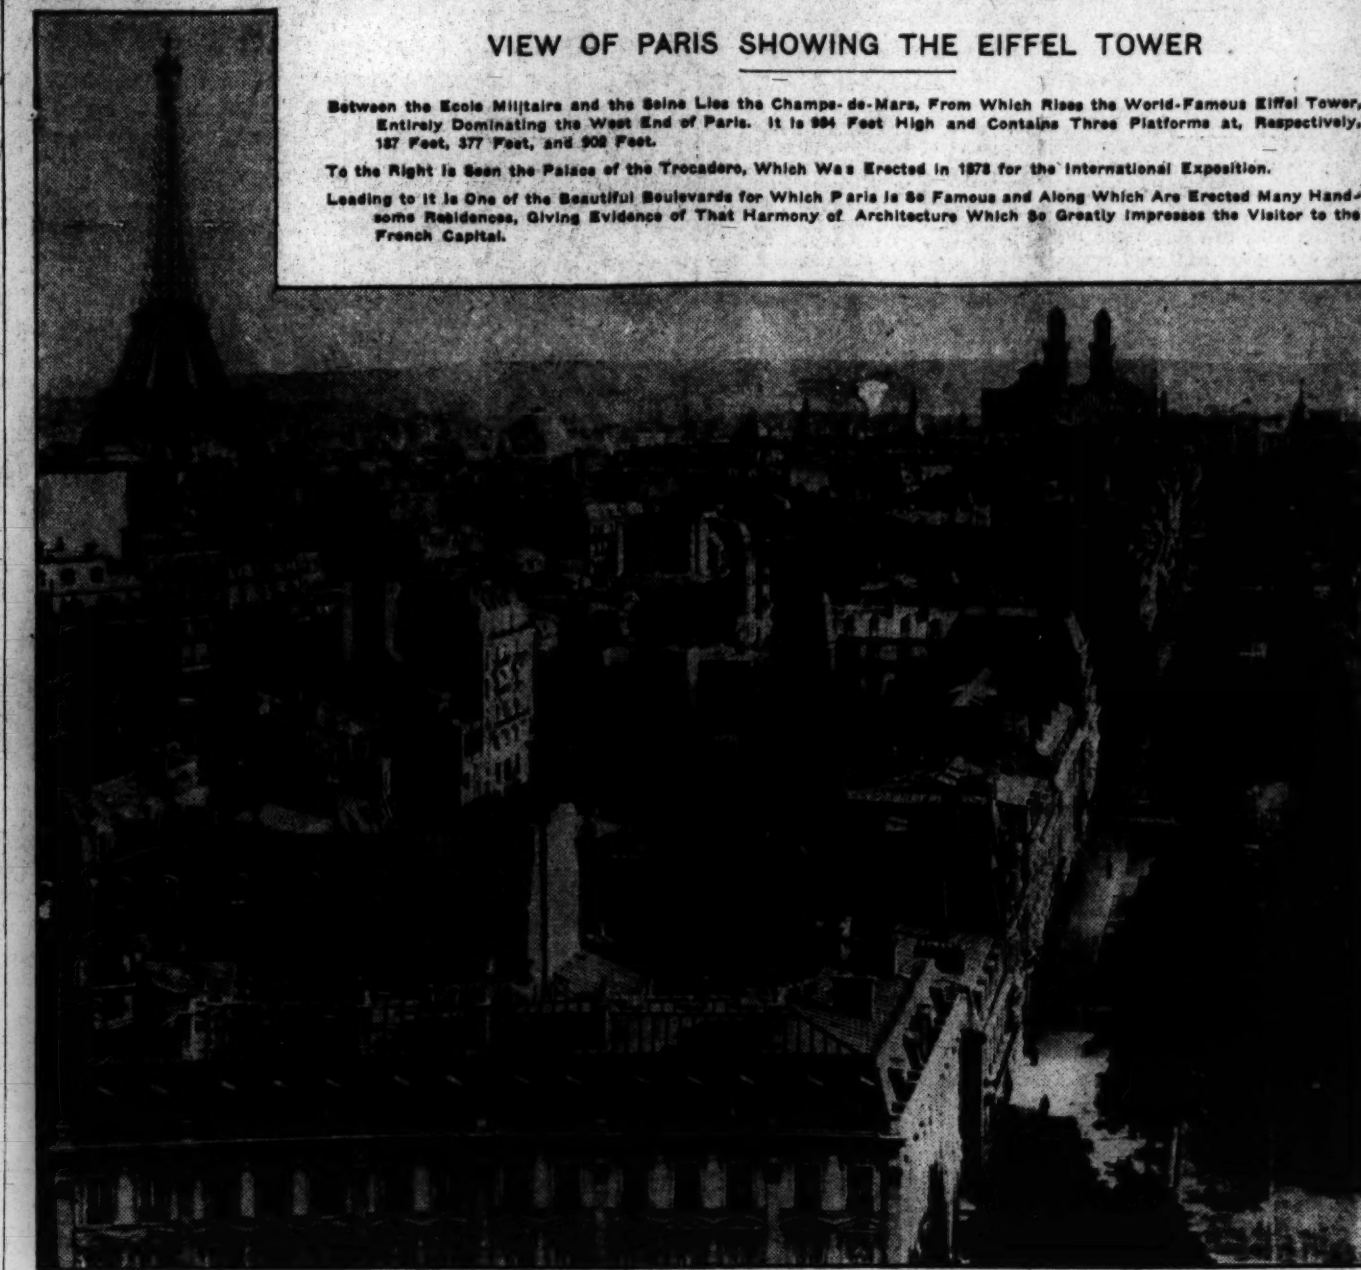 VIEW OF PARIS SHOWING THE EIFFEL TOWER
Between the Ecole Militaire and the Seine Lies the Champs-de-Mars, From Which Rises the World-Famous Eiffel Tower,
Entirely Dominating the West End of Paris. It is 984 Feet High and Contains Three Platforms at, Respectively,
187 Feet, 377 Feet, and 902 Feet.
To the Right is Seen the Palace of the Trocadero, Which Was Erected in 1878 for the International Exposition.
Leading to It is One of the Beautiful Boulevards for Which Paris is So Famous and Along Which Are Erected Many Hand-
some Residences, Giving Evidence of That Harmony of Architecture Which So Greatly Impresses the Visitor to the
French Capital.